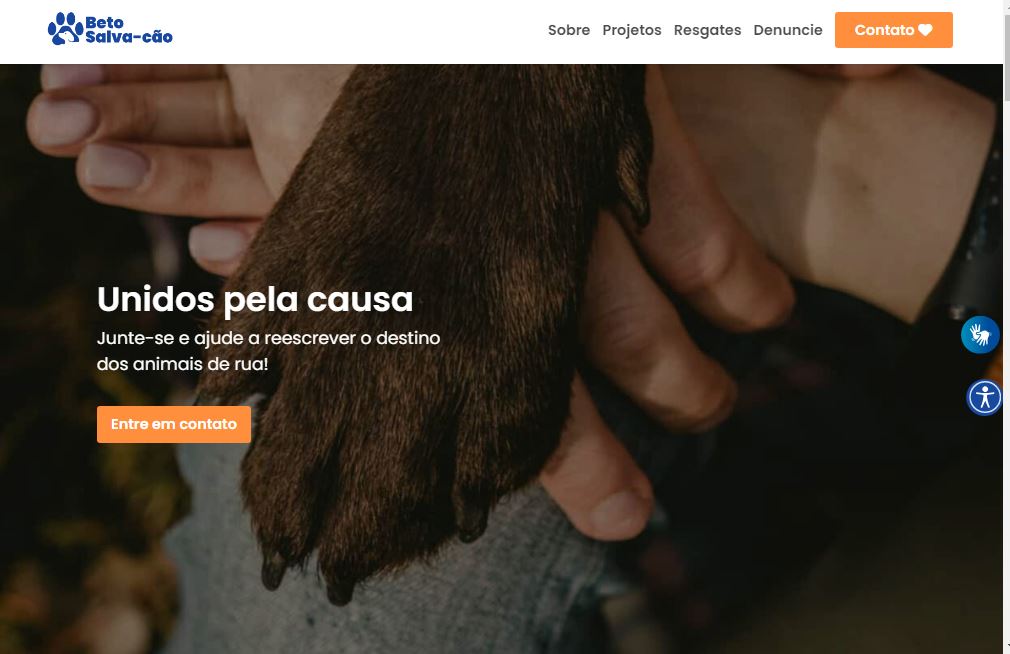 Beto
Salva-cão
Sobre Projetos Resgates Denuncie Contato
Unidos pela causa
Junte-se e ajude a reescrever o destino
dos animais de rua!
Entre em contato